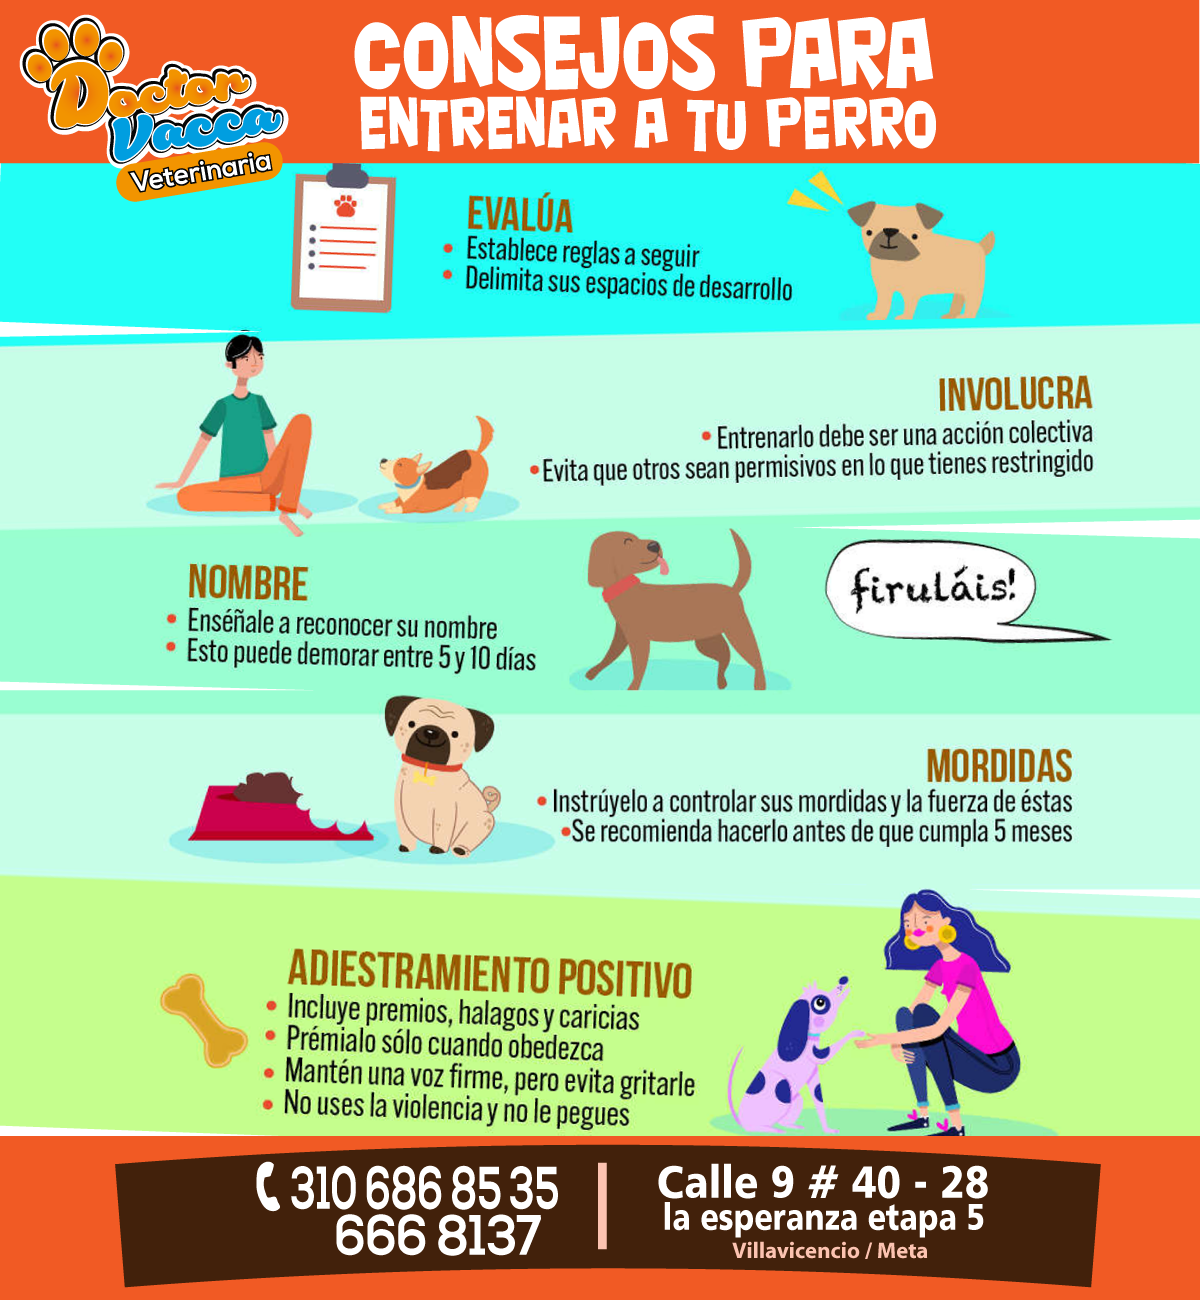 Doctor
Vacca
Veterinaria
CONSEJOS PARA
ENTRENAR A TU PERRO
EVALÚA
• Establece reglas a seguir
• Delimita sus espacios de desarrollo
INVOLUCRA
• Entrenarlo debe ser una acción colectiva
• Evita que otros sean permisivos en lo que tienes restringido
NOMBRE
• Enséñale a reconocer su nombre
• Esto puede demorar entre 5 y 10 días
firuláis!
MORDIDAS
• Instrúyelo a controlar sus mordidas y la fuerza de éstas
• Se recomienda hacerlo antes de que cumpla 5 meses
ADIESTRAMIENTO POSITIVO
• Incluye premios, halagos y caricias
• Prémialo sólo cuando obedezca
• Mantén una voz firme, pero evita gritarle
• No uses la violencia y no le pegues
310 686 85 35
666 8137
Calle 9 # 40 - 28
la esperanza etapa 5
Villavicencio / Meta